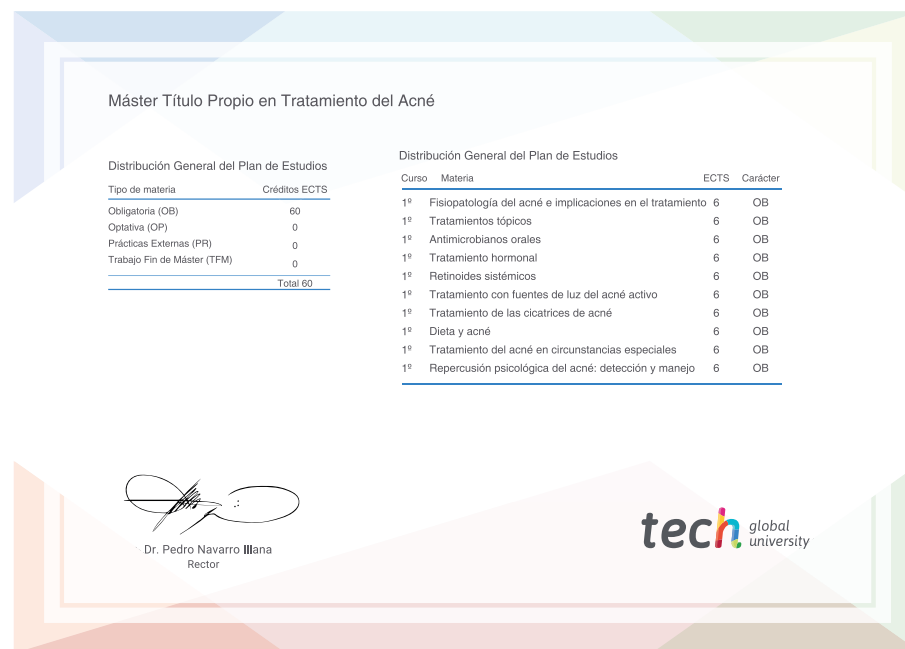 Máster Título Propio en Tratamiento del Acné
Distribución General del Plan de Estudios
Tipo de materia Créditos ECTS
Obligatoria (OB) 60
Optativa (OP) 0
Prácticas Externas (PR) 0
Trabajo Fin de Máster (TFM) 0
Total 60
Distribución General del Plan de Estudios
Curso Materia ECTS Carácter
1º Fisiopatología del acné e implicaciones en el tratamiento 6 OB
1º Tratamientos tópicos 6 OB
1º Antimicrobianos orales 6 OB
1º Tratamiento hormonal 6 OB
1º Retinoides sistémicos 6 OB
1º Tratamiento con fuentes de luz del acné activo 6 OB
1º Tratamiento de las cicatrices de acné 6 OB
1º Dieta y acné 6 OB
1º Tratamiento del acné en circunstancias especiales 6 OB
1º Repercusión psicológica del acné: detección y manejo 6 OB
Dr. Pedro Navarro Illana
Rector
tech global
university